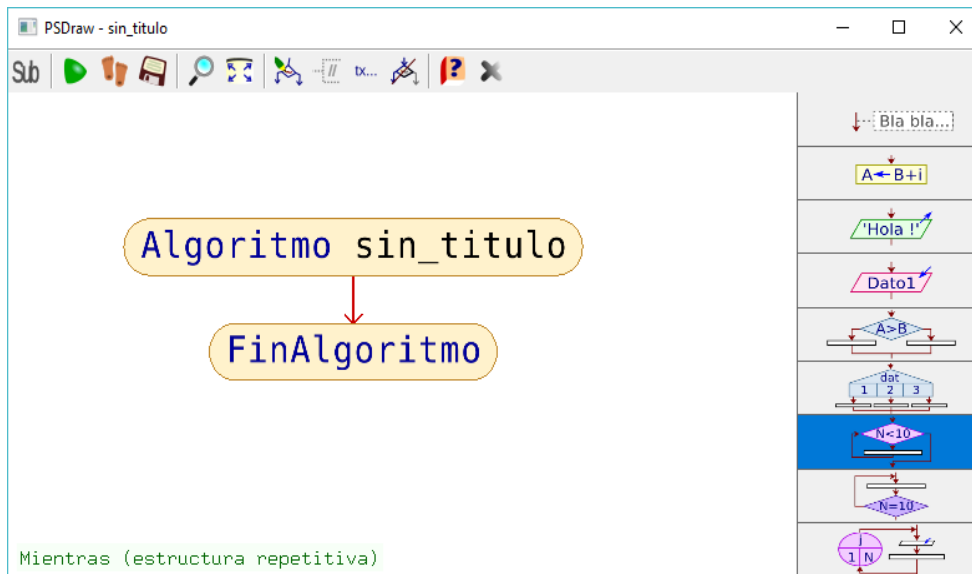 PSDraw - sin_titulo
Sub
tx...
?
Bla bla...
A←B+i
'Hola !'
Dato1
A>B
dat
1 2 3
N<10
N=10
j
1 N
Algoritmo sin_titulo
FinAlgoritmo
Mientras (estructura repetitiva)